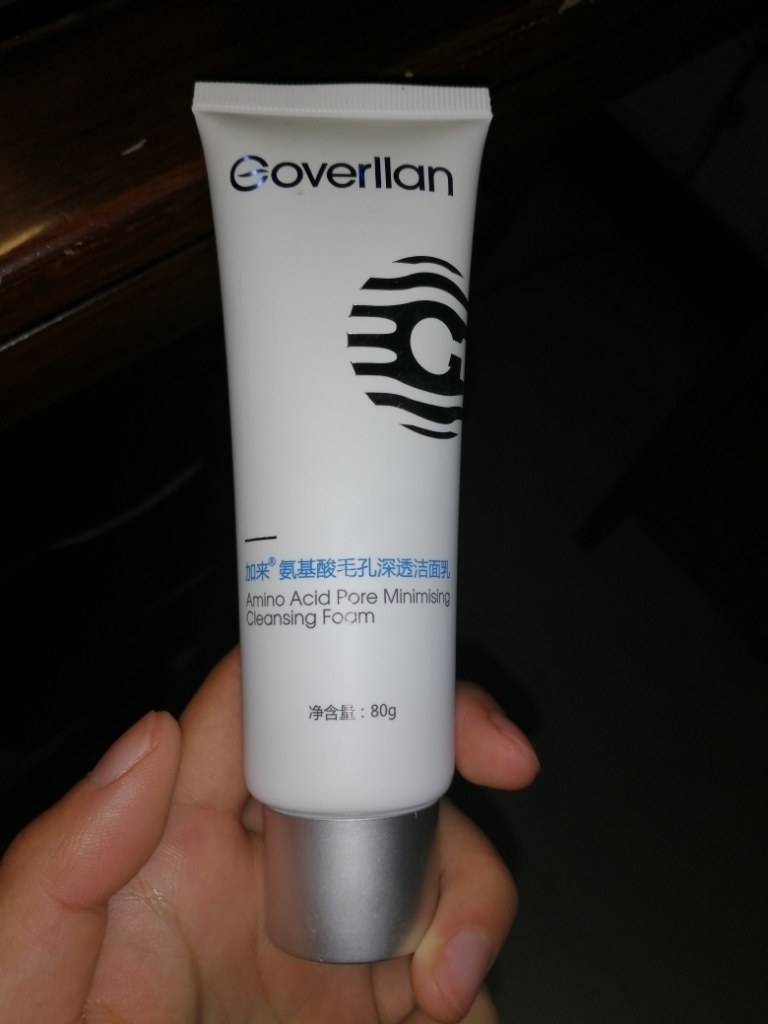 Goverllan
G
加来® 氨基酸毛孔深透洁面乳
Amino Acid Pore Minimising
Cleansing Foam
净含量：80g